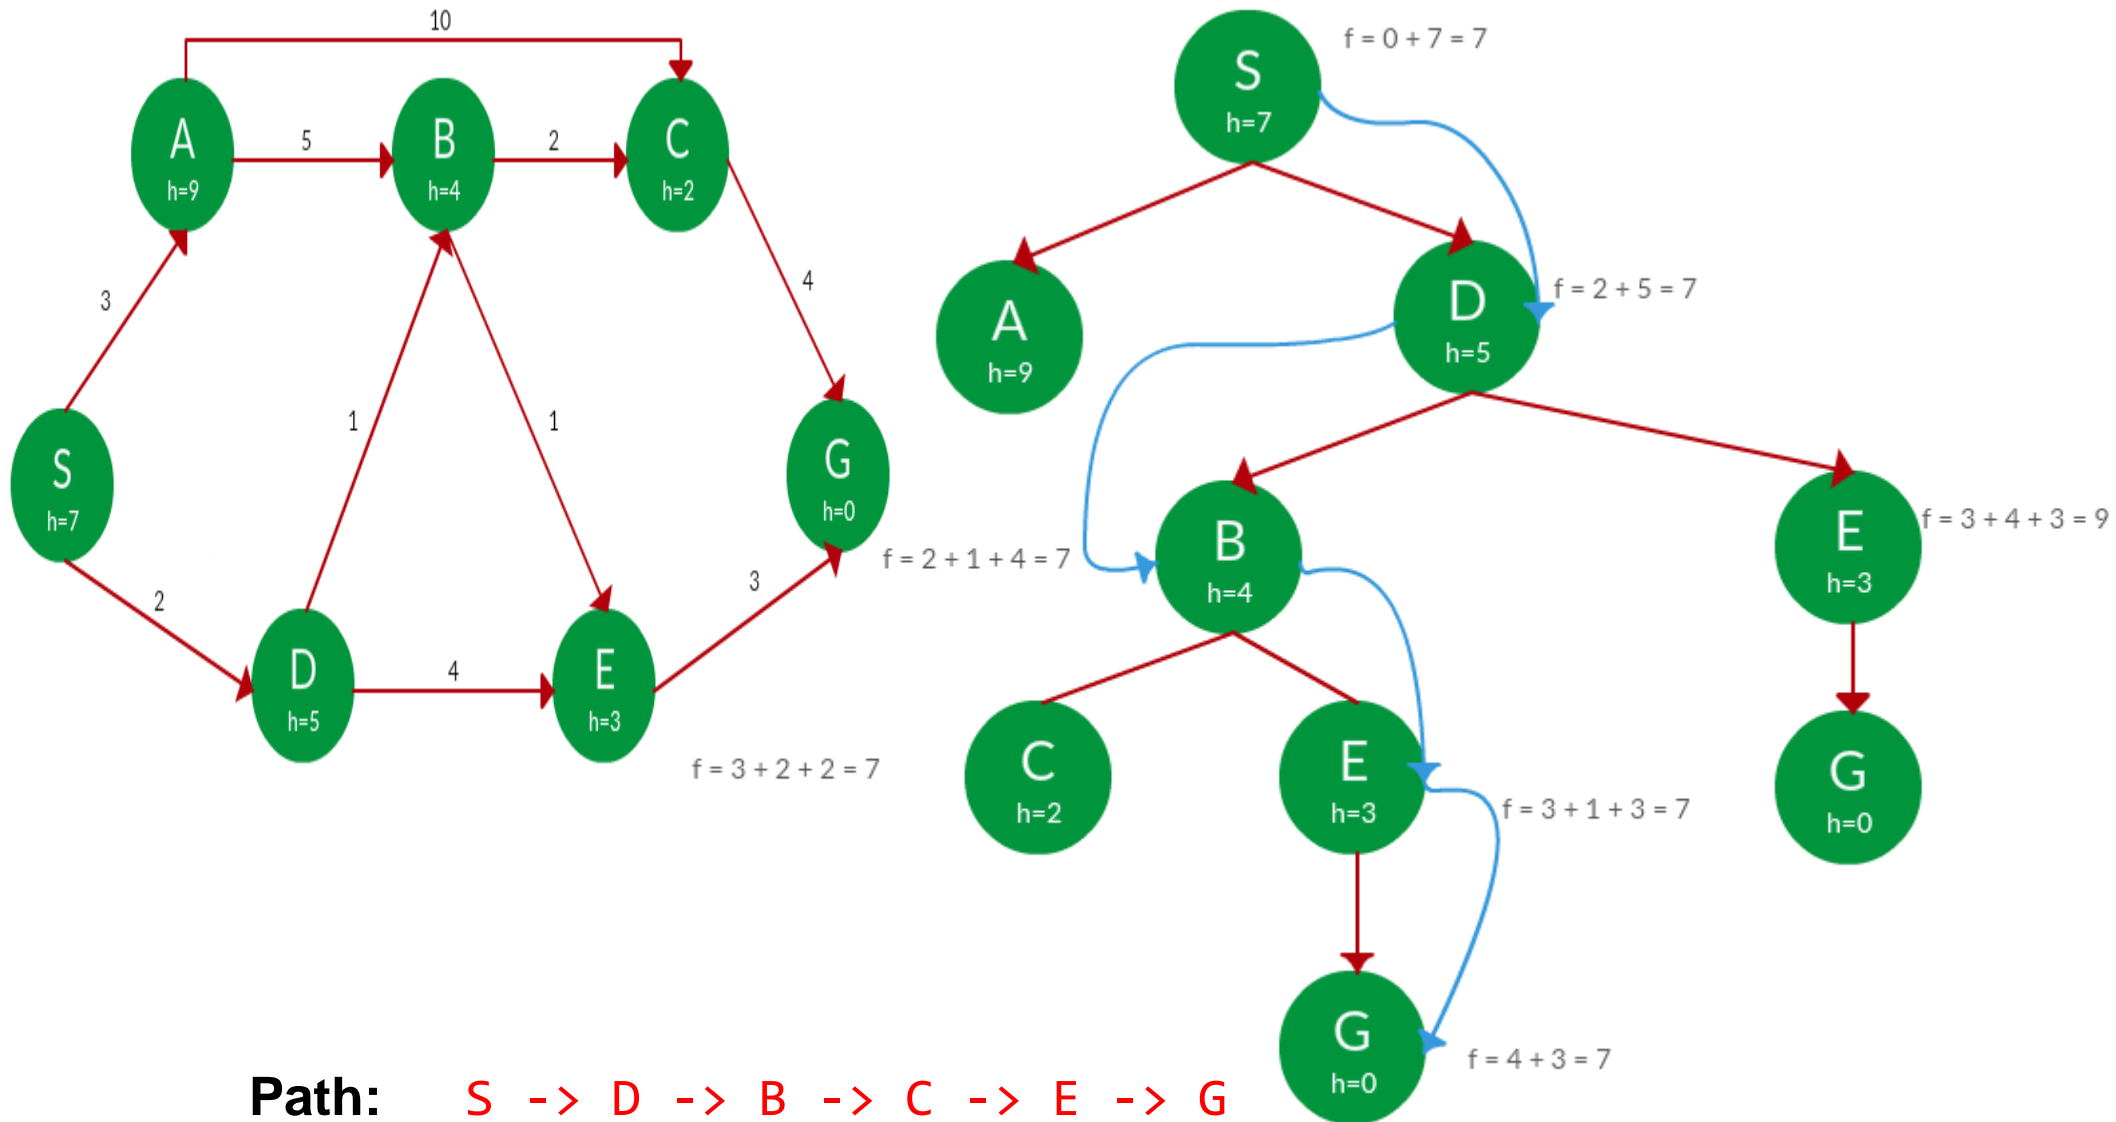 10
A
h=9
5
B
h=4
2
C
h=2
3
4
S
h=7
1
1
G
h=0
2
D
h=5
4
E
h=3
3
S
h=7
f = 0 + 7 = 7
A
h=9
D
h=5
f = 2 + 5 = 7
B
h=4
f = 2 + 1 + 4 = 7
E
h=3
f = 3 + 4 + 3 = 9
C
h=2
f = 3 + 2 + 2 = 7
E
h=3
f = 3 + 1 + 3 = 7
G
h=0
G
h=0
f = 4 + 3 = 7
Path: S -> D -> B -> C -> E -> G